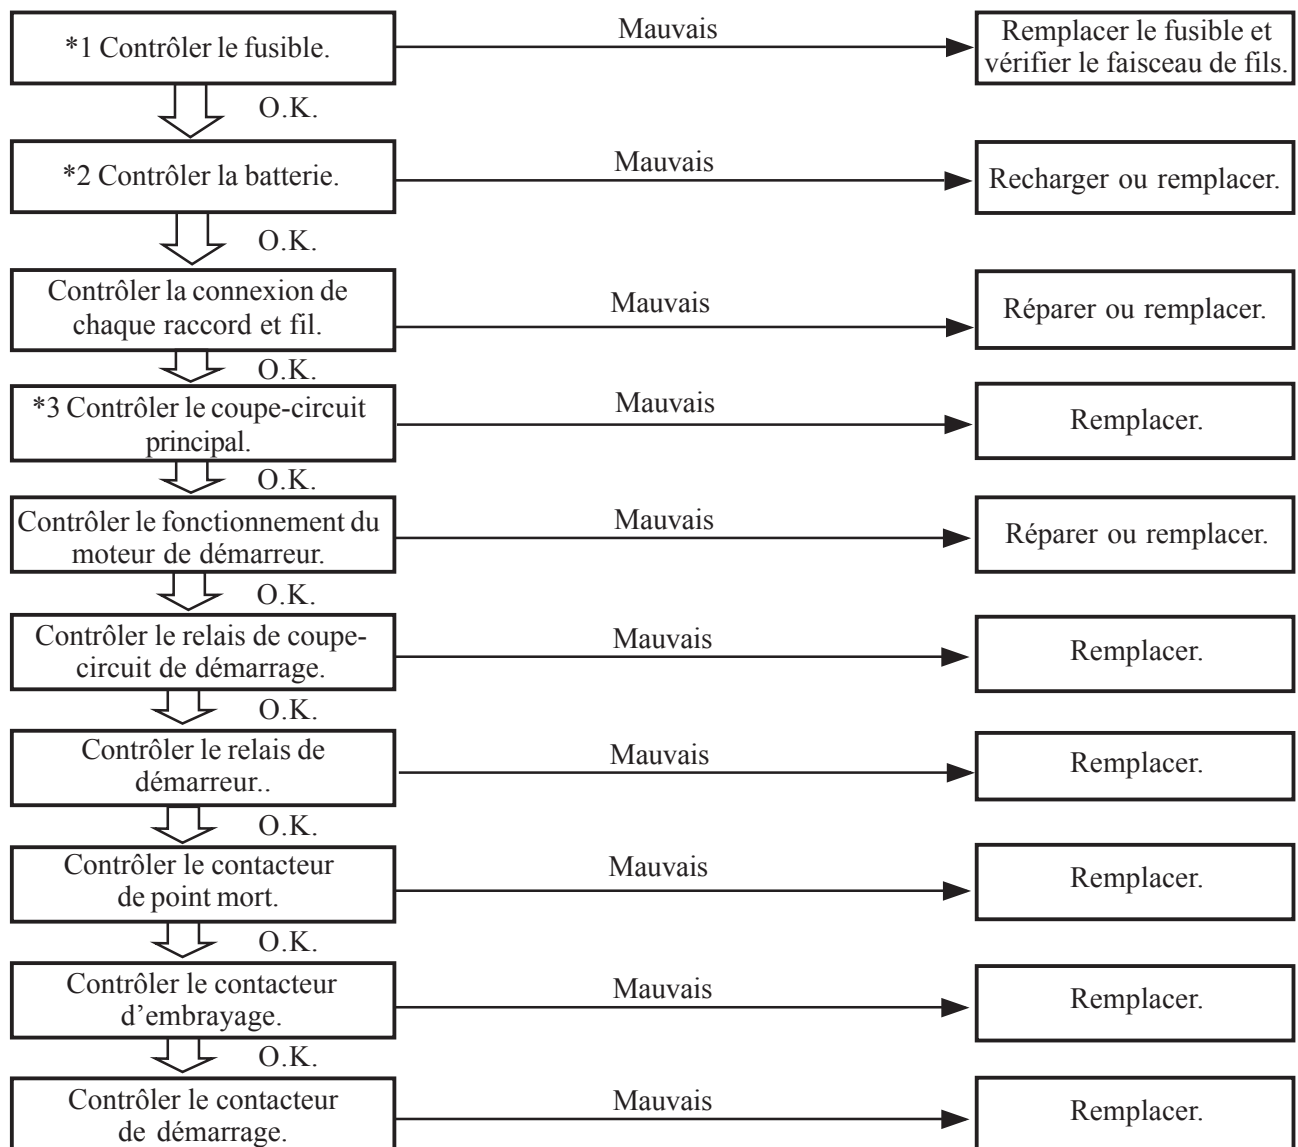 *1 Contrôler le fusible.
Mauvais
Remplacer le fusible et
vérifier le faisceau de fils.
O.K.
*2 Contrôler la batterie.
Mauvais
Recharger ou remplacer.
O.K.
Contrôler la connexion de
chaque raccord et fil.
Mauvais
Réparer ou remplacer.
O.K.
*3 Contrôler le coupe-circuit
principal.
Mauvais
Remplacer.
O.K.
Contrôler le fonctionnement du
moteur de démarreur.
Mauvais
Réparer ou remplacer.
O.K.
Contrôler le relais de coupe-
circuit de démarrage.
Mauvais
Remplacer.
O.K.
Contrôler le relais de
démarreur..
Mauvais
Remplacer.
O.K.
Contrôler le contacteur
de point mort.
Mauvais
Remplacer.
O.K.
Contrôler le contacteur
d’embrayage.
Mauvais
Remplacer.
O.K.
Contrôler le contacteur
de démarrage.
Mauvais
Remplacer.